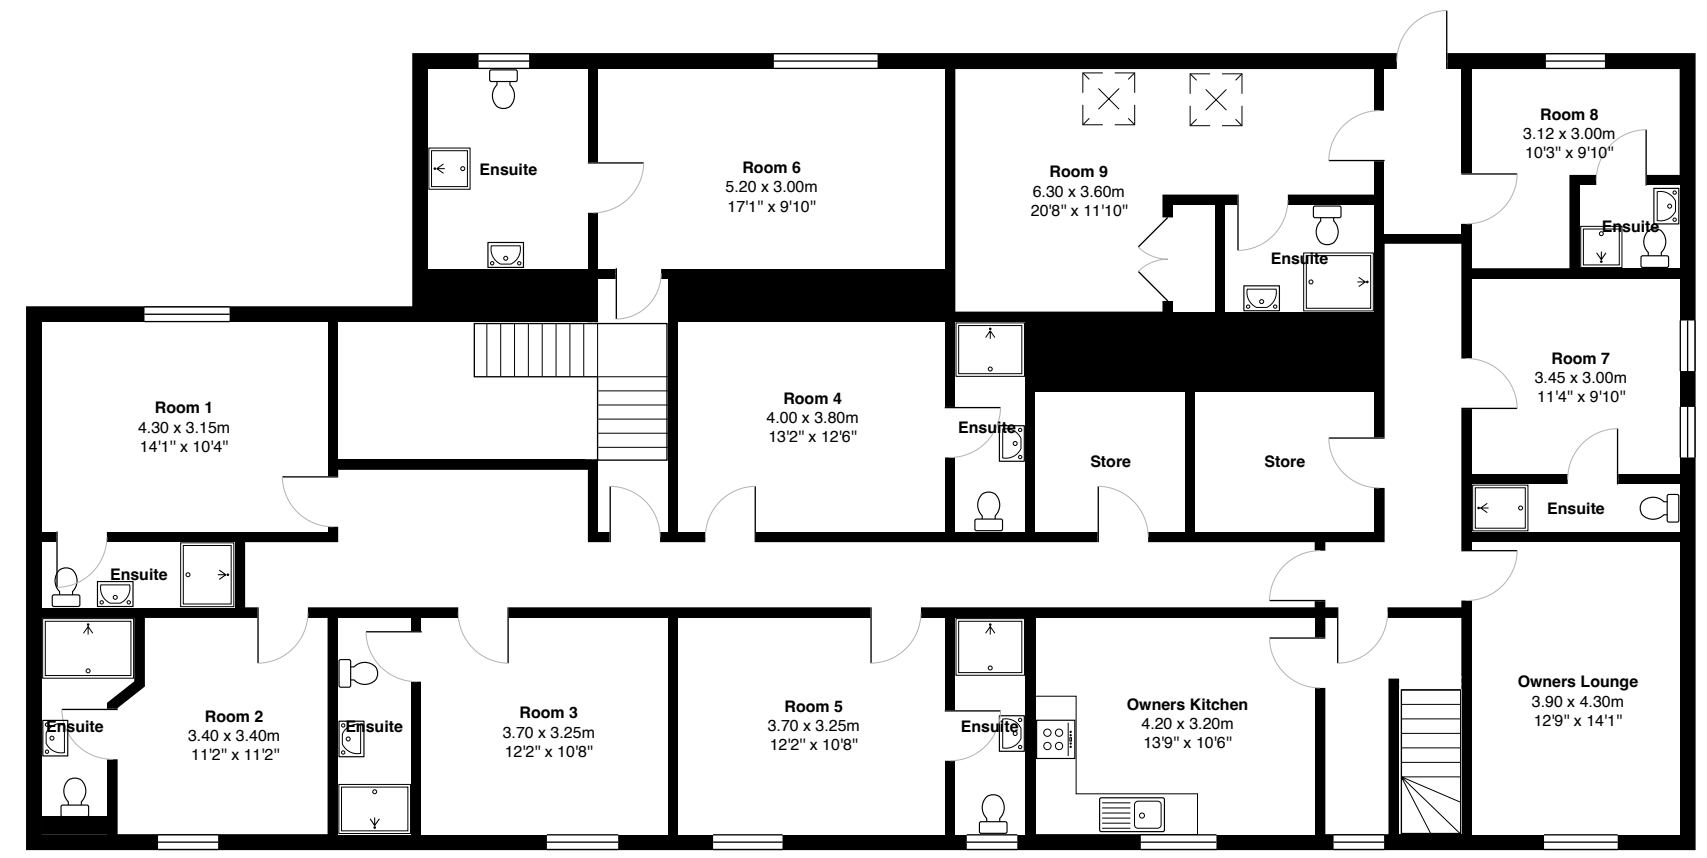 Ensuite
Room 6
5.20 x 3.00m
17'1" x 9'10"
Room 9
6.30 x 3.60m
20'8" x 11'10"
Ensuite
Room 8
3.12 x 3.00m
10'3" x 9'10"
Ensuite
Room 1
4.30 x 3.15m
14'1" x 10'4"
Room 4
4.00 x 3.80m
13'2" x 12'6"
Ensuite
Store
Store
Room 7
3.45 x 3.00m
11'4" x 9'10"
Ensuite
Ensuite
Ensuite
Room 2
3.40 x 3.40m
11'2" x 11'2"
Ensuite
Room 3
3.70 x 3.25m
12'2" x 10'8"
Room 5
3.70 x 3.25m
12'2" x 10'8"
Ensuite
Owners Kitchen
4.20 x 3.20m
13'9" x 10'6"
Owners Lounge
3.90 x 4.30m
12'9" x 14'1"